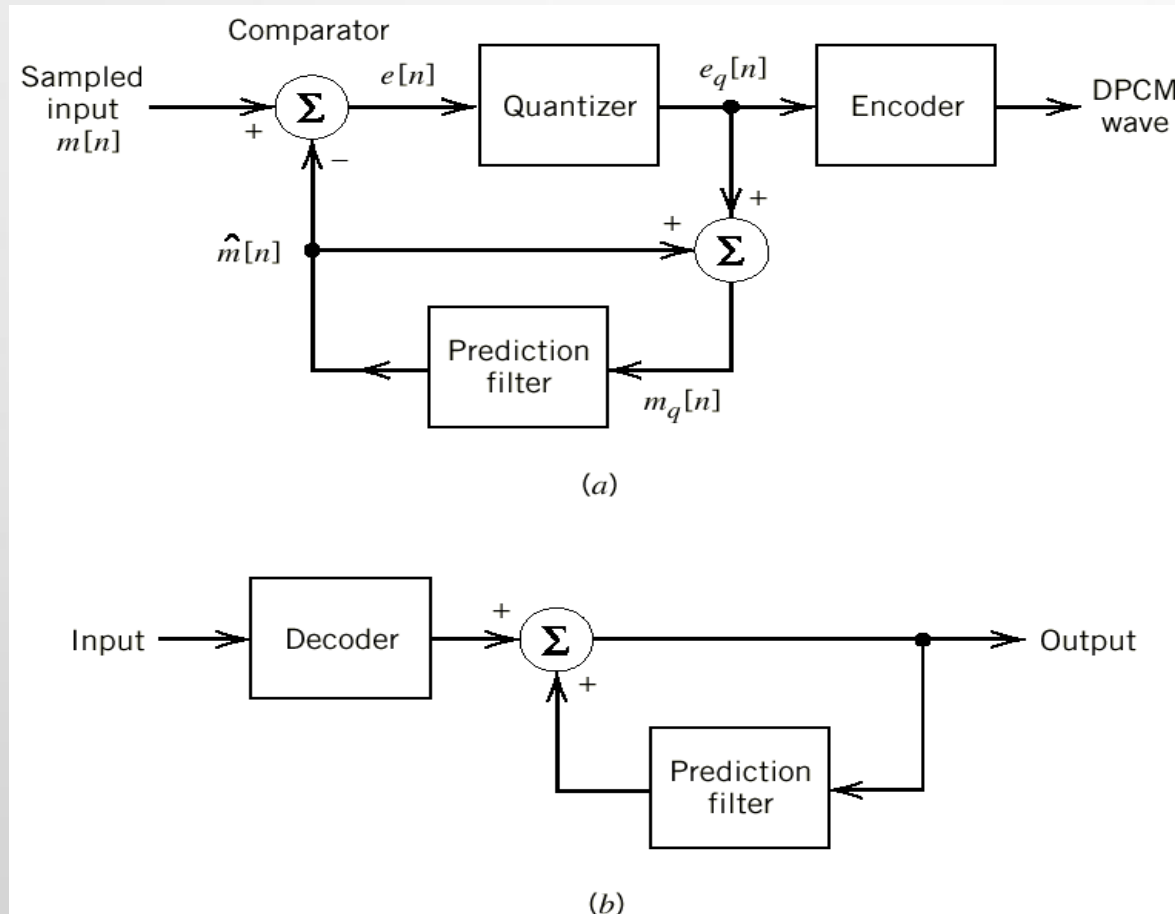 Comparator
Sampled
input
m[n]
+
Σ
−
e[n]
Quantizer
e_q[n]
Encoder
DPCM
wave
+
+
Σ
m̂[n]
Prediction
filter
m_q[n]
(a)
Input
Decoder
+
Σ
+
Output
Prediction
filter
(b)